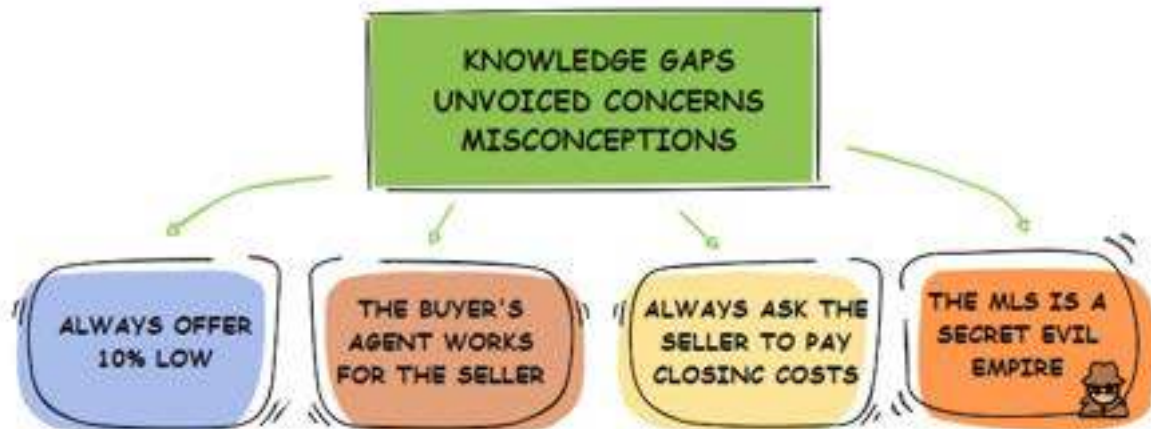 KNOWLEDGE GAPS
UNVOICED CONCERNS
MISCONCEPTIONS
ALWAYS OFFER
10% LOW
THE BUYER'S
AGENT WORKS
FOR THE SELLER
ALWAYS ASK THE
SELLER TO PAY
CLOSINC COSTS
THE MLS IS A
SECRET EVIL
EMPIRE